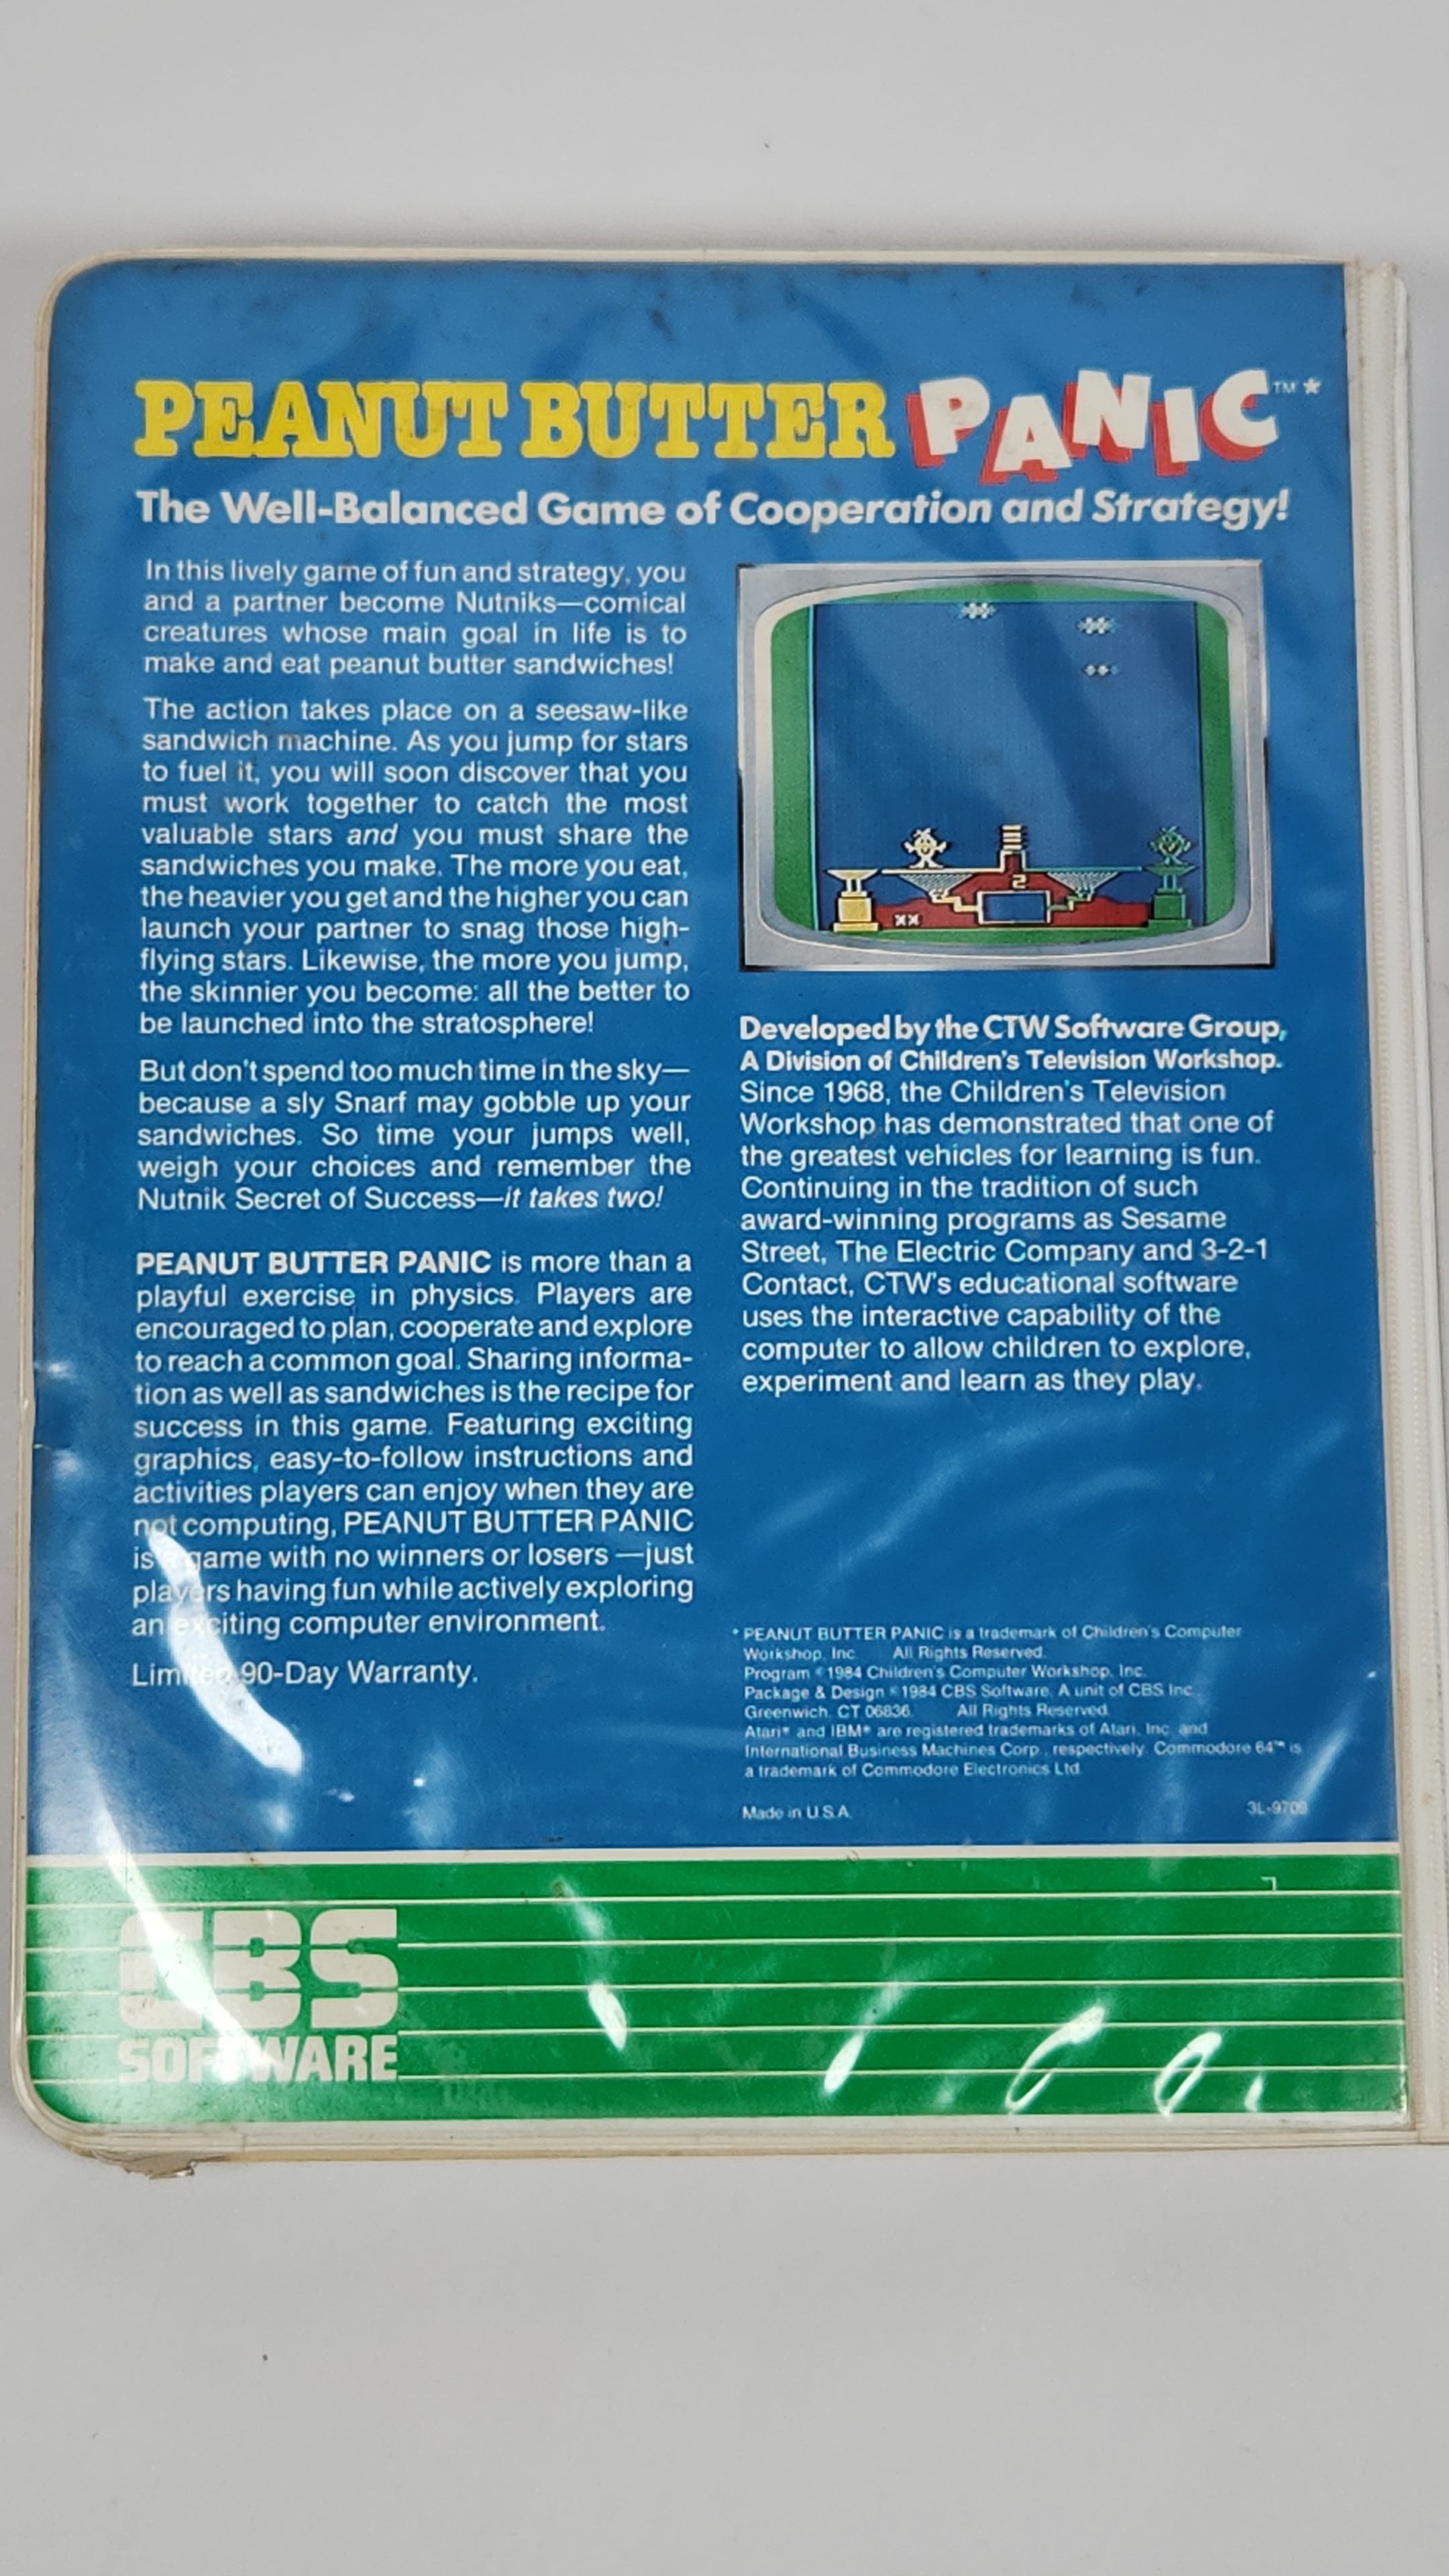 PEANUT BUTTER PANIC™*
The Well-Balanced Game of Cooperation and Strategy!
In this lively game of fun and strategy, you
and a partner become Nutniks—comical
creatures whose main goal in life is to
make and eat peanut butter sandwiches!
The action takes place on a seesaw-like
sandwich machine. As you jump for stars
to fuel it, you will soon discover that you
must work together to catch the most
valuable stars and you must share the
sandwiches you make. The more you eat,
the heavier you get and the higher you can
launch your partner to snag those high-
flying stars. Likewise, the more you jump,
the skinnier you become: all the better to
be launched into the stratosphere!
But don't spend too much time in the sky—
because a sly Snarf may gobble up your
sandwiches. So time your jumps well,
weigh your choices and remember the
Nutnik Secret of Success—it takes two!
PEANUT BUTTER PANIC is more than a
playful exercise in physics. Players are
encouraged to plan, cooperate and explore
to reach a common goal. Sharing informa-
tion as well as sandwiches is the recipe for
success in this game. Featuring exciting
graphics, easy-to-follow instructions and
activities players can enjoy when they are
not computing, PEANUT BUTTER PANIC
is a game with no winners or losers—just
players having fun while actively exploring
an exciting computer environment.
Limited 90-Day Warranty.
2
Developed by the CTW Software Group,
A Division of Children's Television Workshop.
Since 1968, the Children's Television
Workshop has demonstrated that one of
the greatest vehicles for learning is fun.
Continuing in the tradition of such
award-winning programs as Sesame
Street, The Electric Company and 3-2-1
Contact, CTW's educational software
uses the interactive capability of the
computer to allow children to explore,
experiment and learn as they play.
* PEANUT BUTTER PANIC is a trademark of Children's Computer
Workshop, Inc. All Rights Reserved.
Program © 1984 Children's Computer Workshop, Inc.
Package & Design © 1984 CBS Software, A unit of CBS Inc.
Greenwich, CT 06836. All Rights Reserved.
Atari® and IBM® are registered trademarks of Atari, Inc. and
International Business Machines Corp., respectively. Commodore 64™ is
a trademark of Commodore Electronics Ltd.
Made in U.S.A. 3L-9709
CBS
SOFTWARE